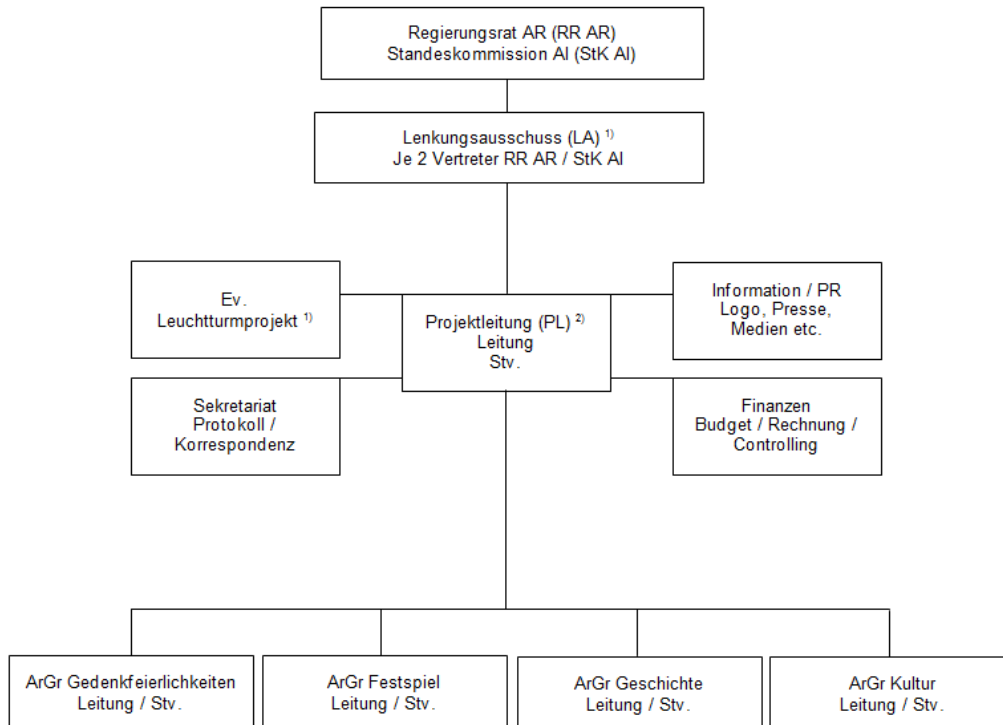 Regierungsrat AR (RR AR)
Standeskommission AI (StK AI)
Lenkungsausschuss (LA) 1)
Je 2 Vertreter RR AR / StK AI
Ev.
Leuchtturmprojekt 1)
Information / PR
Logo, Presse,
Medien etc.
Projektleitung (PL) 2)
Leitung
Stv.
Sekretariat
Protokoll /
Korrespondenz
Finanzen
Budget / Rechnung /
Controlling
ArGr Gedenkfeierlichkeiten
Leitung / Stv.
ArGr Festspiel
Leitung / Stv.
ArGr Geschichte
Leitung / Stv.
ArGr Kultur
Leitung / Stv.